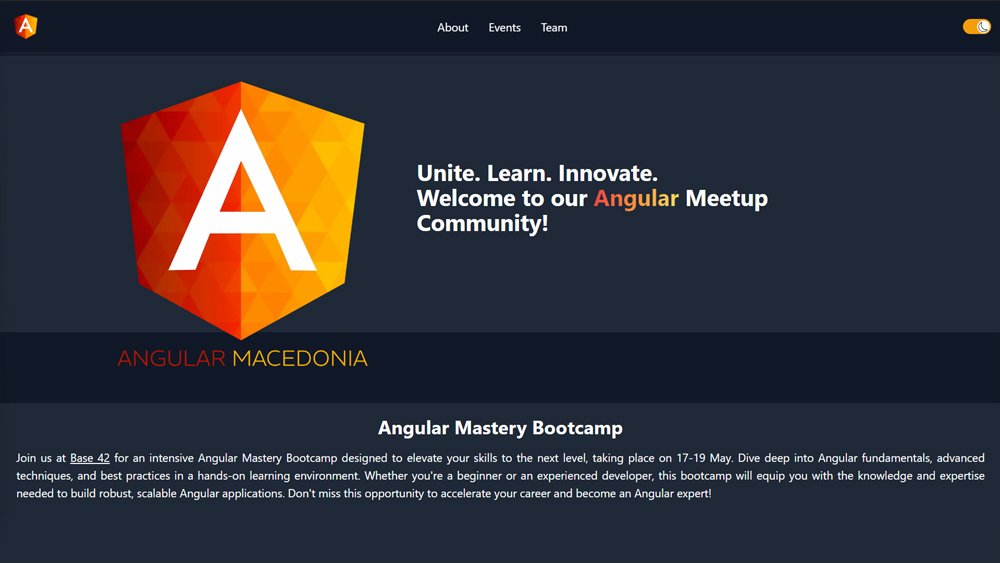 A
About Events Team
A
Unite. Learn. Innovate.
Welcome to our Angular Meetup
Community!
ANGULAR MACEDONIA
Angular Mastery Bootcamp
Join us at Base 42 for an intensive Angular Mastery Bootcamp designed to elevate your skills to the next level, taking place on 17-19 May. Dive deep into Angular fundamentals, advanced
techniques, and best practices in a hands-on learning environment. Whether you're a beginner or an experienced developer, this bootcamp will equip you with the knowledge and expertise
needed to build robust, scalable Angular applications. Don't miss this opportunity to accelerate your career and become an Angular expert!